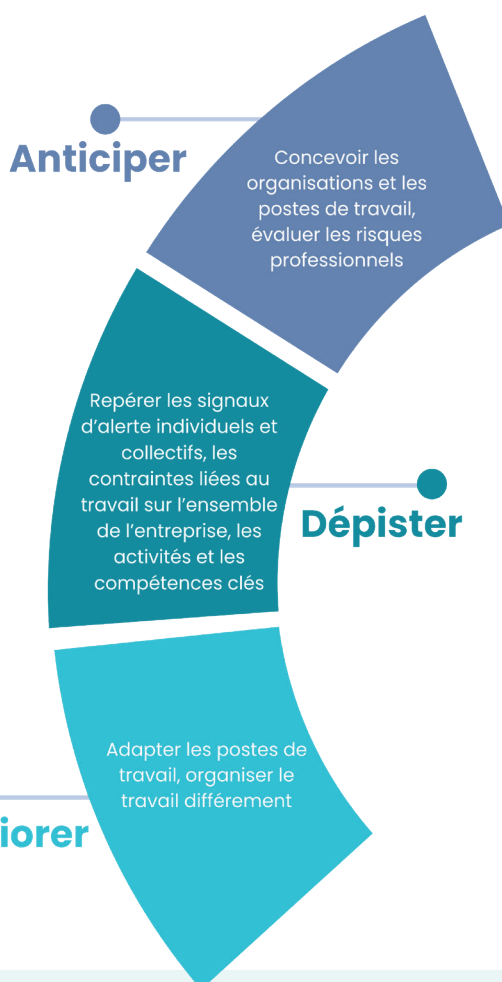 Anticiper
Concevoir les
organisations et les
postes de travail,
évaluer les risques
professionnels
Repérer les signaux
d’alerte individuels et
collectifs, les
contraintes liées au
travail sur l’ensemble
de l’entreprise, les
activités et les
compétences clés
Dépister
Adapter les postes de
travail, organiser le
travail différement
iorer